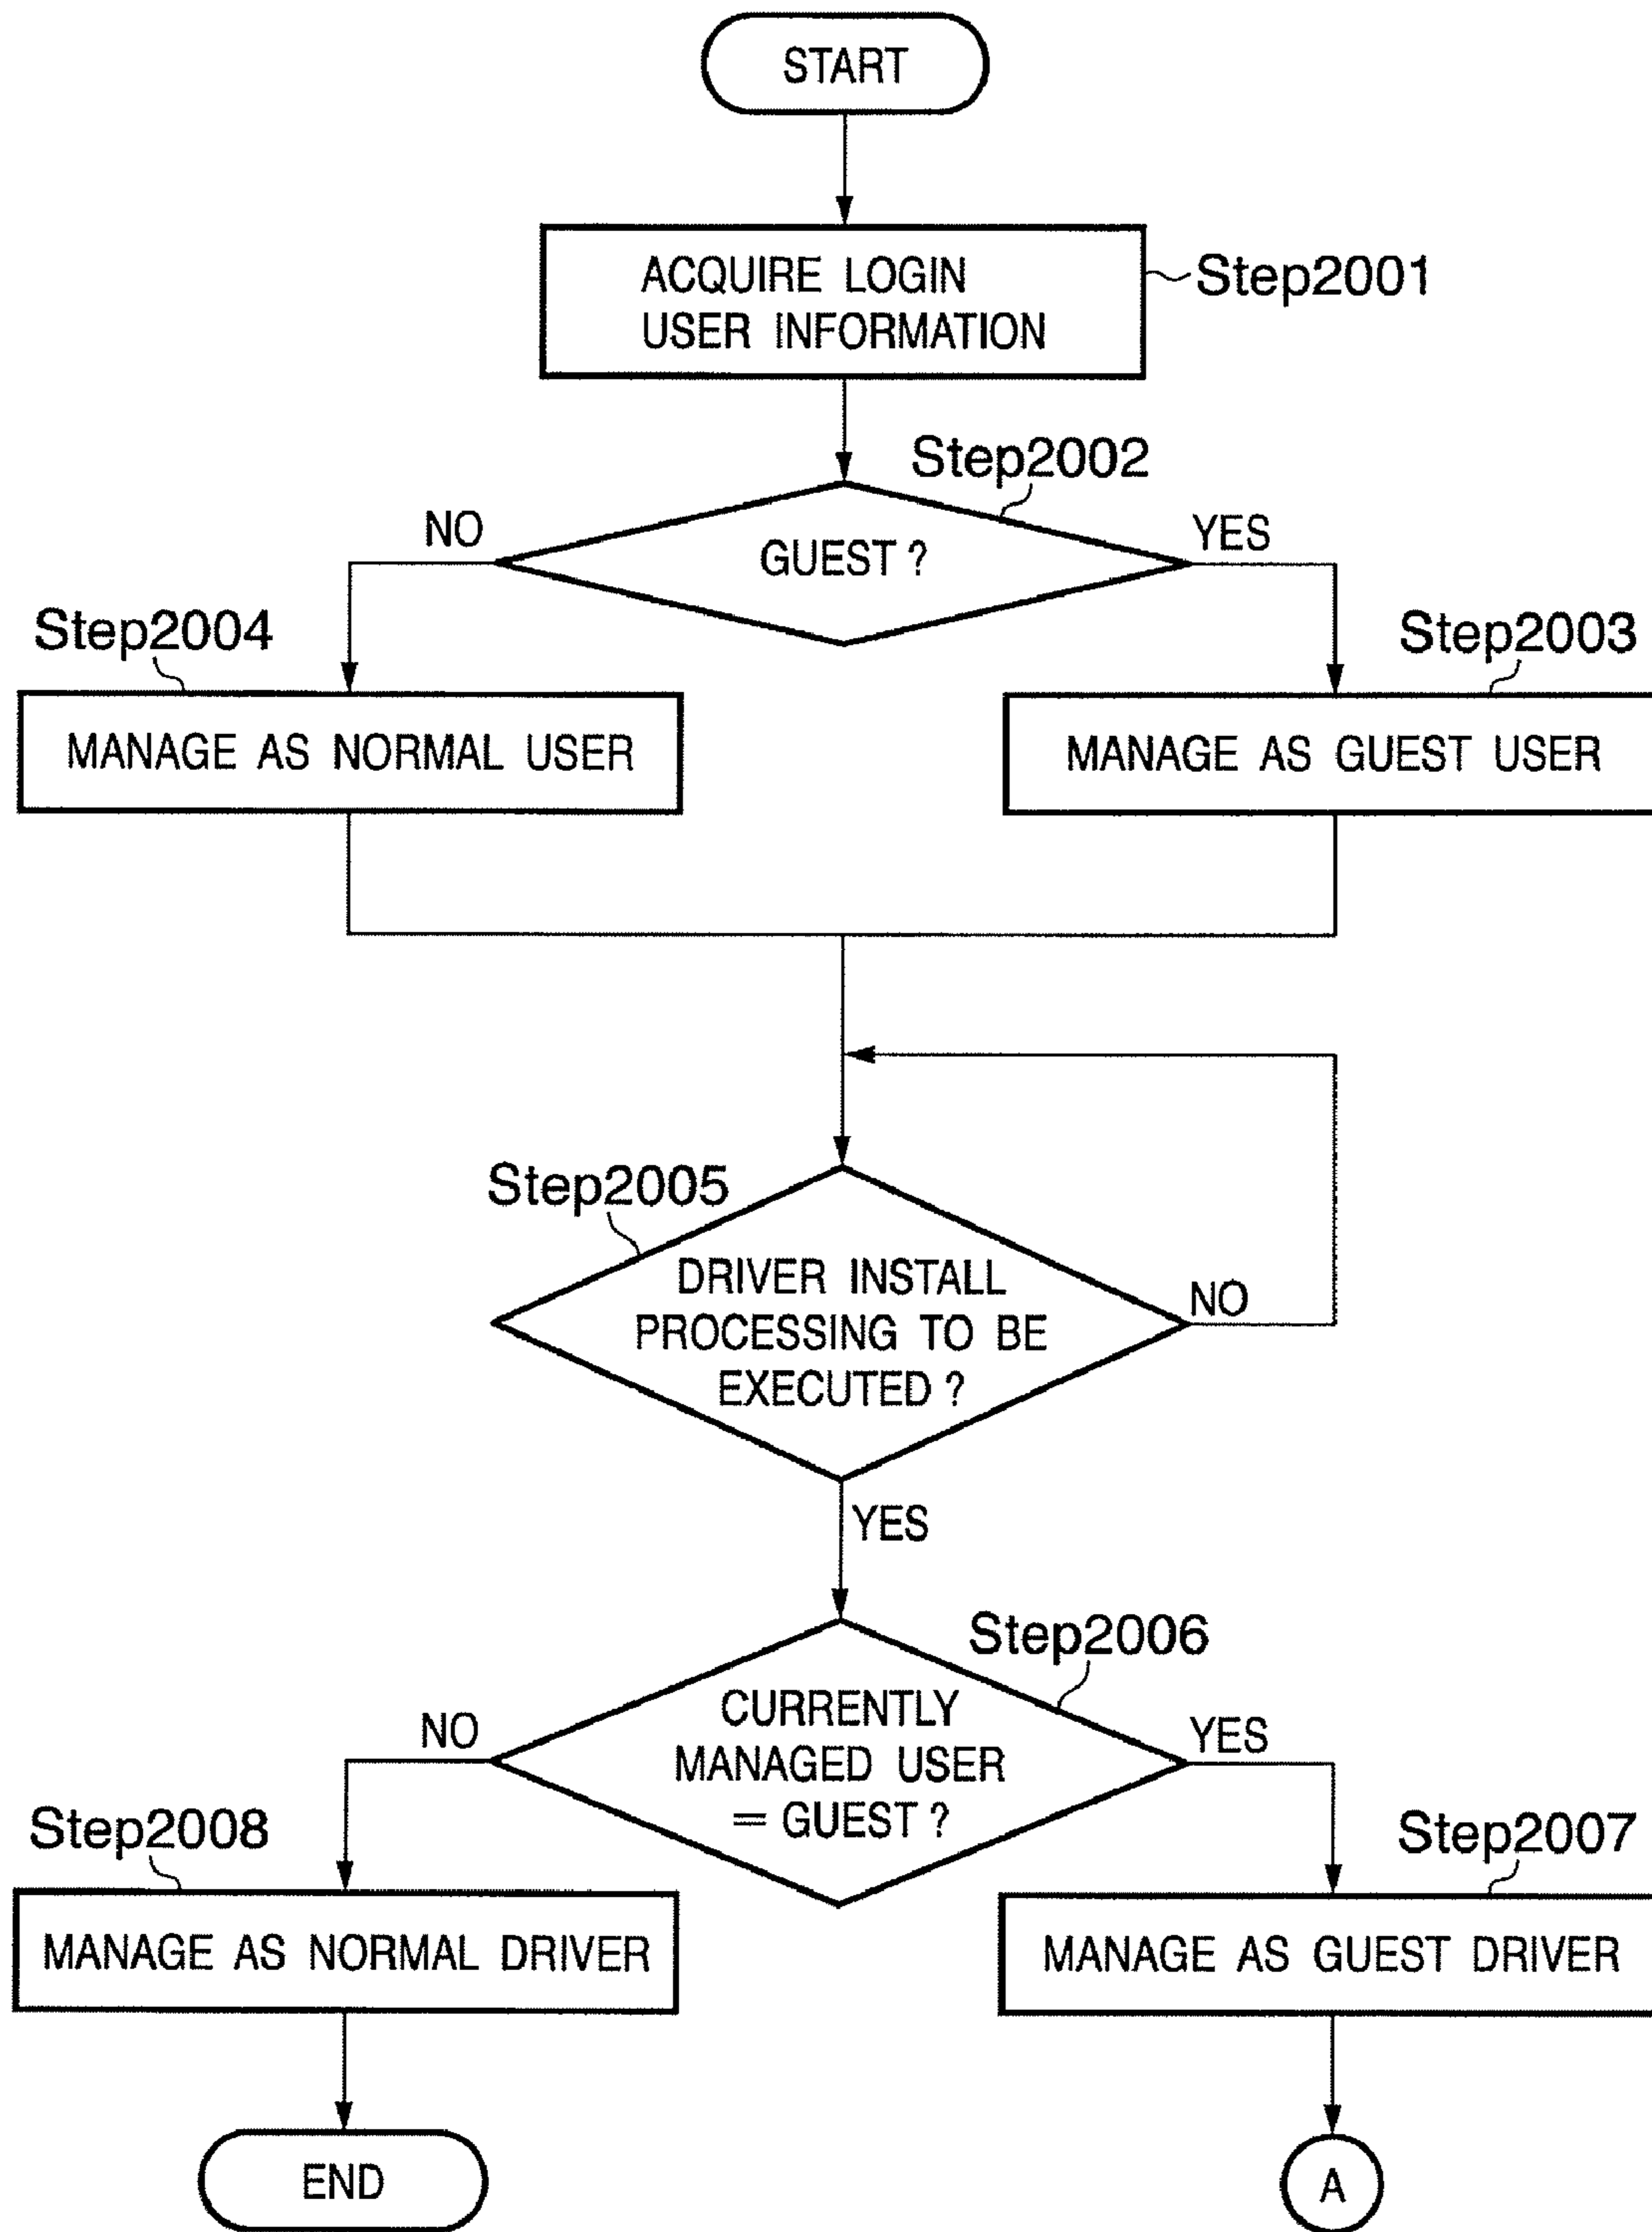 START
ACQUIRE LOGIN
USER INFORMATION
Step2001
Step2002
NO
GUEST ?
YES
Step2004
Step2003
MANAGE AS NORMAL USER
MANAGE AS GUEST USER
Step2005
DRIVER INSTALL
PROCESSING TO BE
EXECUTED ?
NO
YES
Step2006
NO
CURRENTLY
MANAGED USER
= GUEST ?
YES
Step2008
Step2007
MANAGE AS NORMAL DRIVER
MANAGE AS GUEST DRIVER
END
A